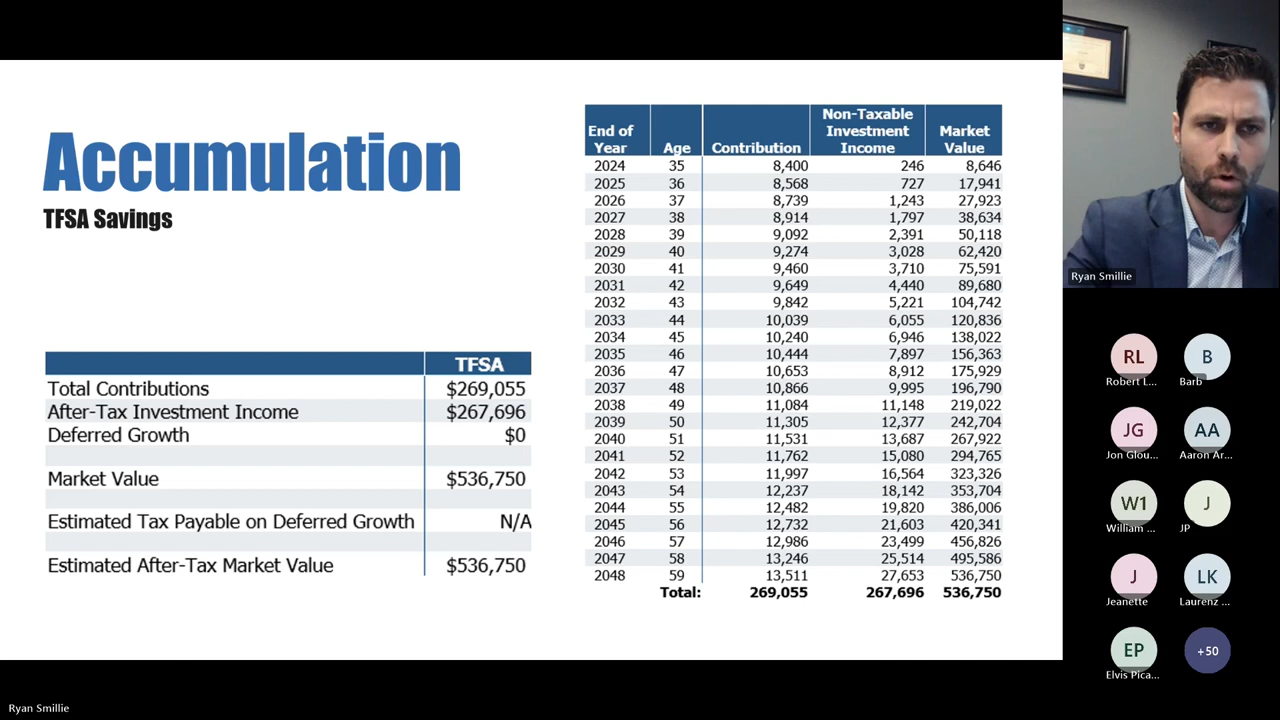 Accumulation
TFSA Savings
TFSA
Total Contributions $269,055
After-Tax Investment Income $267,696
Deferred Growth $0
Market Value $536,750
Estimated Tax Payable on Deferred Growth N/A
Estimated After-Tax Market Value $536,750
End of Year Age Contribution Non-Taxable Investment Income Market Value
2024 35 8,400 246 8,646
2025 36 8,568 727 17,941
2026 37 8,739 1,243 27,923
2027 38 8,914 1,797 38,634
2028 39 9,092 2,391 50,118
2029 40 9,274 3,028 62,420
2030 41 9,460 3,710 75,591
2031 42 9,649 4,440 89,680
2032 43 9,842 5,221 104,742
2033 44 10,039 6,055 120,836
2034 45 10,240 6,946 138,022
2035 46 10,444 7,897 156,363
2036 47 10,653 8,912 175,929
2037 48 10,866 9,995 196,790
2038 49 11,084 11,148 219,022
2039 50 11,305 12,377 242,704
2040 51 11,531 13,687 267,922
2041 52 11,762 15,080 294,765
2042 53 11,997 16,564 323,326
2043 54 12,237 18,142 353,704
2044 55 12,482 19,820 386,006
2045 56 12,732 21,603 420,341
2046 57 12,986 23,499 456,826
2047 58 13,246 25,514 495,586
2048 59 13,511 27,653 536,750
Total: 269,055 267,696 536,750
Ryan Smillie
RL B
Robert L... Barb
JG AA
Jon Glou... Aaron Ar...
W1 J
William ... JP
J LK
Jeanette Laurenz ...
EP +50
Elvis Pica...
Ryan Smillie